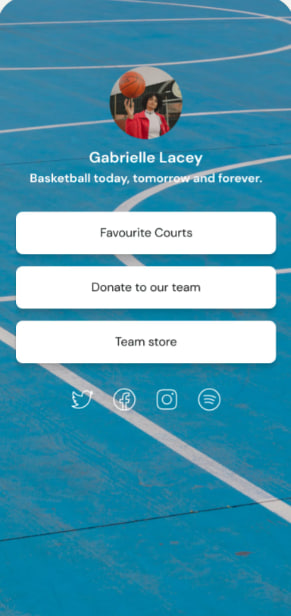 Gabrielle Lacey
Basketball today, tomorrow and forever.
Favourite Courts
Donate to our team
Team store